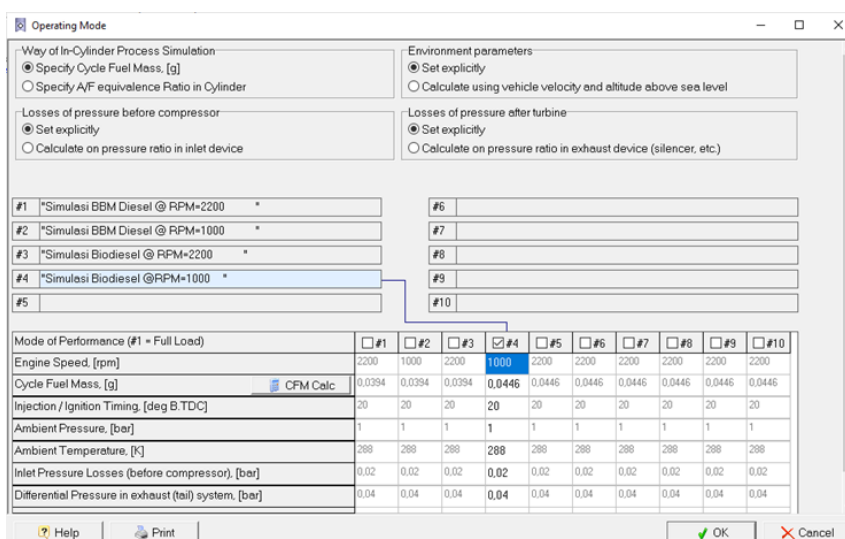 Operating Mode
Way of In-Cylinder Process Simulation
Specify Cycle Fuel Mass, [g]
Specify A/F equivalence Ratio in Cylinder
Environment parameters
Set explicitly
Calculate using vehicle velocity and altitude above sea level
Losses of pressure before compressor
Set explicitly
Calculate on pressure ratio in inlet device
Losses of pressure after turbine
Set explicitly
Calculate on pressure ratio in exhaust device (silencer, etc.)
#1 "Simulasi BBM Diesel @ RPM=2200 "
#2 "Simulasi BBM Diesel @ RPM=1000 "
#3 "Simulasi Biodiesel @ RPM=2200 "
#4 "Simulasi Biodiesel @RPM=1000 "
#5
#6
#7
#8
#9
#10
Mode of Performance (#1 = Full Load) #1 #2 #3 #4 #5 #6 #7 #8 #9 #10
Engine Speed, [rpm] 2200 1000 2200 1000 2200 2200 2200 2200 2200 2200
Cycle Fuel Mass, [g] CFM Calc 0,0394 0,0394 0,0394 0,0446 0,0446 0,0446 0,0446 0,0446 0,0446 0,0446
Injection / Ignition Timing, [deg B.TDC] 20 20 20 20 20 20 20 20 20 20
Ambient Pressure, [bar] 1 1 1 1 1 1 1 1 1 1
Ambient Temperature, [K] 288 288 288 288 288 288 288 288 288 288
Inlet Pressure Losses (before compressor), [bar] 0,02 0,02 0,02 0,02 0,02 0,02 0,02 0,02 0,02 0,02
Differential Pressure in exhaust (tail) system, [bar] 0,04 0,04 0,04 0,04 0,04 0,04 0,04 0,04 0,04 0,04
Help Print OK Cancel